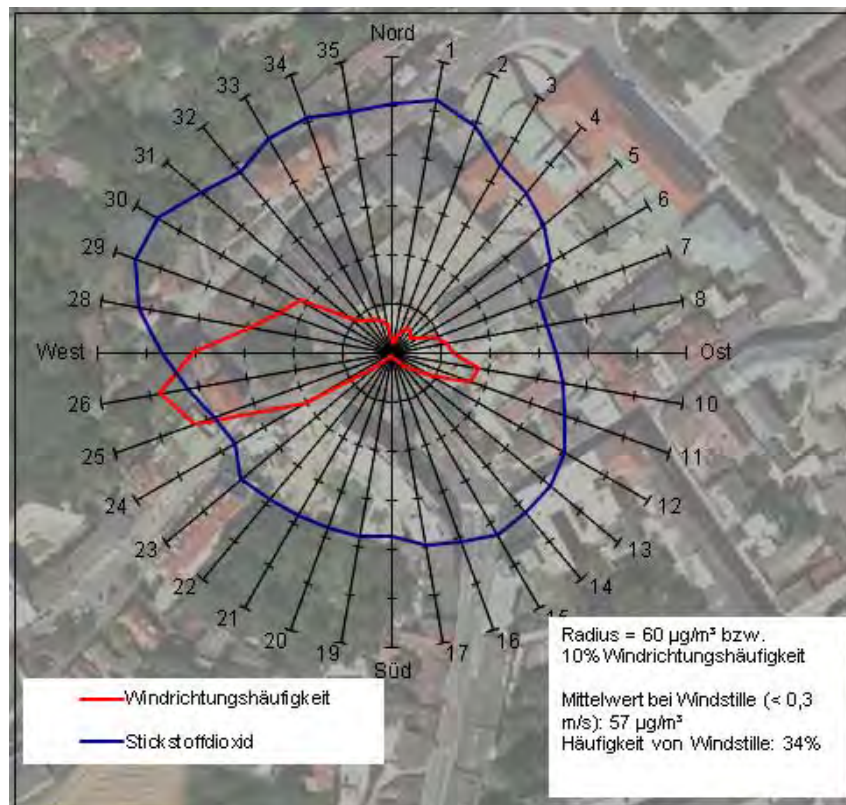 Nord
35
1
34
2
33
3
32
4
31
5
30
6
29
7
28
8
West
Ost
26
10
25
11
24
12
23
13
22
14
21
15
20
16
19
17
Süd
Radius = 60 µg/m³ bzw.
10% Windrichtungshäufigkeit
Mittelwert bei Windstille (< 0,3
m/s): 57 µg/m³
Häufigkeit von Windstille: 34%
Windrichtungshäufigkeit
Stickstoffdioxid